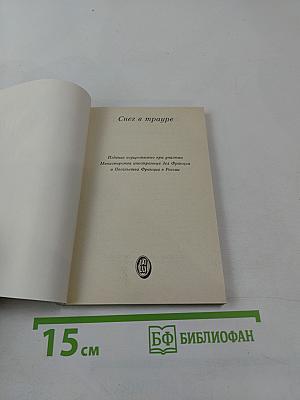 Снег в трауре
Издание осуществлено при участии
Министерства иностранных дел Франции
и Посольства Франции в России
15 см
БФ БИБЛИОФАН